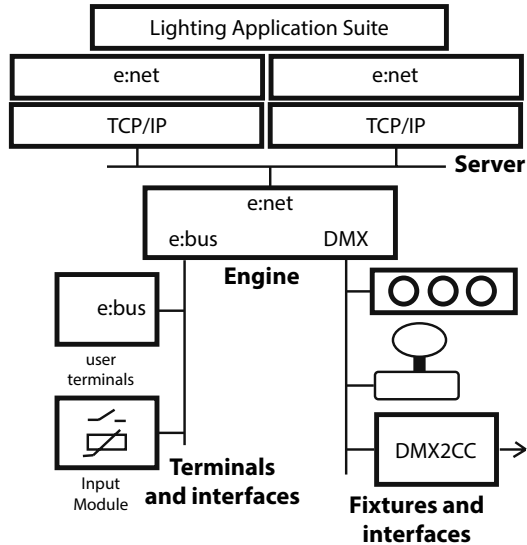 Lighting Application Suite
e:net
e:net
TCP/IP
TCP/IP
Server
e:net
e:bus
DMX
Engine
e:bus
user
terminals
Input
Module
Terminals
and interfaces
DMX2CC
Fixtures and
interfaces